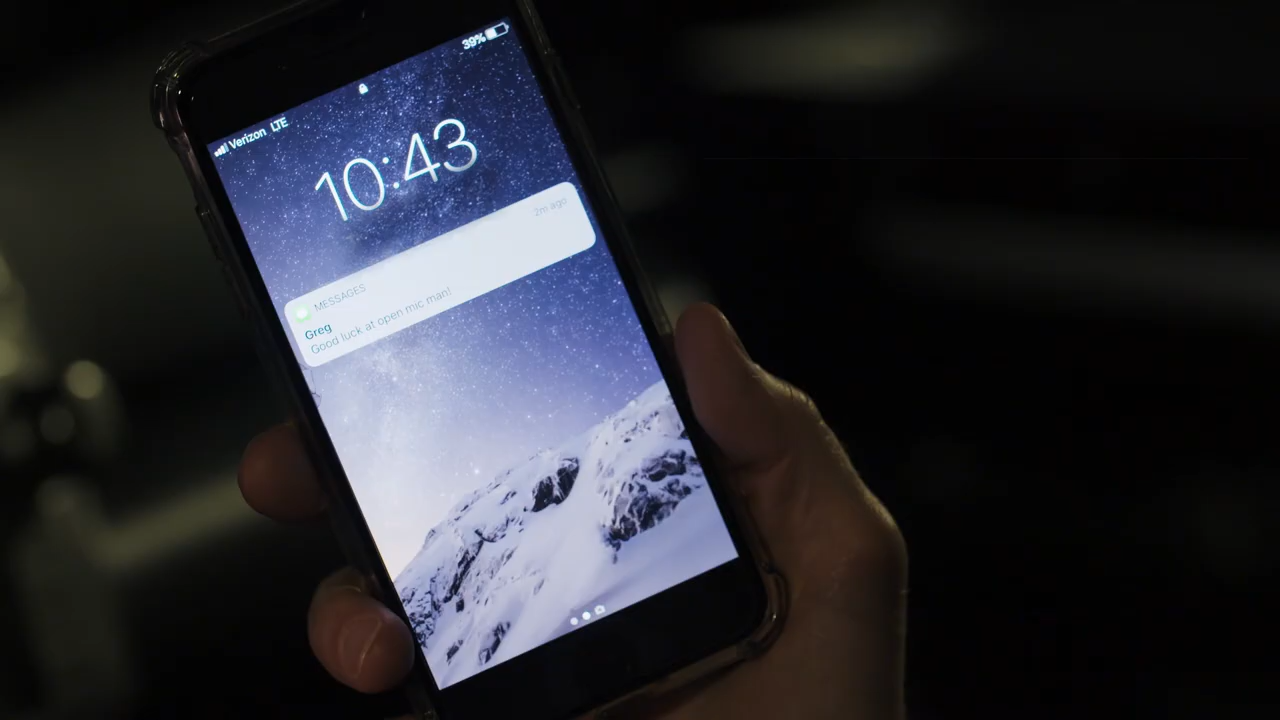 39%
Verizon LTE
10:43
2m ago
MESSAGES
Greg
Good luck at open mic man!